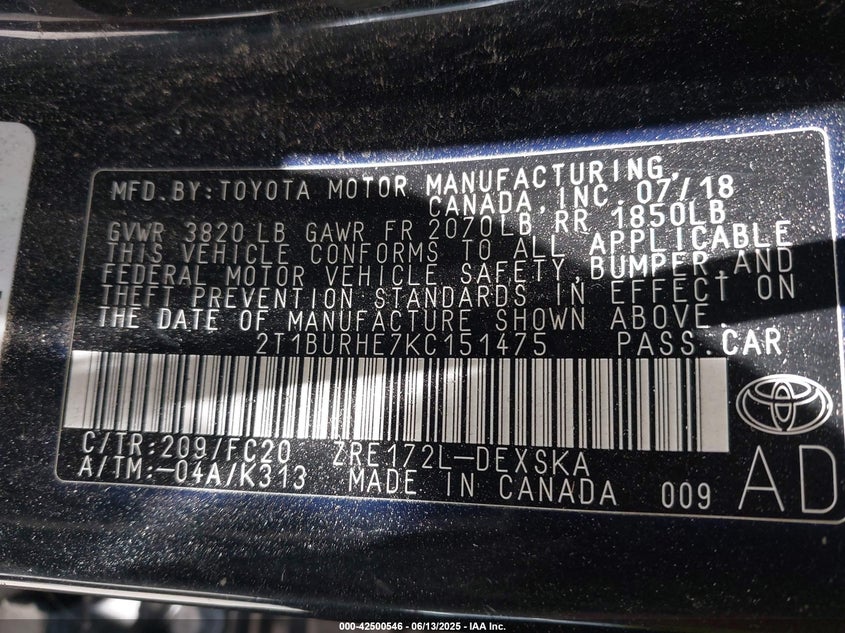 MFD.BY:TOYOTA MOTOR MANUFACTURING,
CANADA,INC. 07/18
GVWR 3820 LB GAWR FR 2070LB RR 1850LB
THIS VEHICLE CONFORMS TO ALL APPLICABLE
FEDERAL MOTOR VEHICLE SAFETY,BUMPER,AND
THEFT PREVENTION STANDARDS IN EFFECT ON
THE DATE OF MANUFACTURE SHOWN ABOVE.
2T1BURHE7KC151475 PASS.CAR
C/TR:209/FC20 ZRE172L-DEXSKA
A/TM:-04A/K313 MADE IN CANADA 009 AD
000-42500546 - 06/13/2025 - IAA Inc.